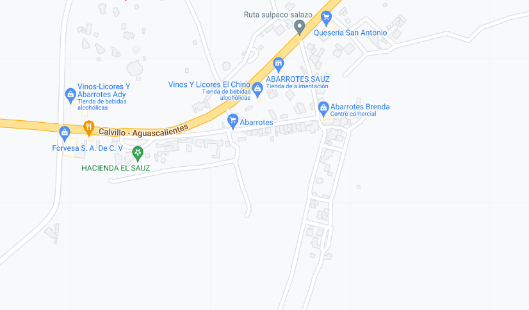 Ruta sulpaco salazo
Quesería San Antonio
ABARROTES SAUZ
Tienda de alimentación
Vinos Y Licores El Chino
Tienda de bebidas
alcohólicas
Vinos-Licores Y
Abarrotes Ady
Tienda de bebidas
alcohólicas
Abarrotes Brenda
Centro comercial
Abarrotes
Calvillo - Aguascalientes
Forvesa S. A. De C. V
HACIENDA EL SAUZ